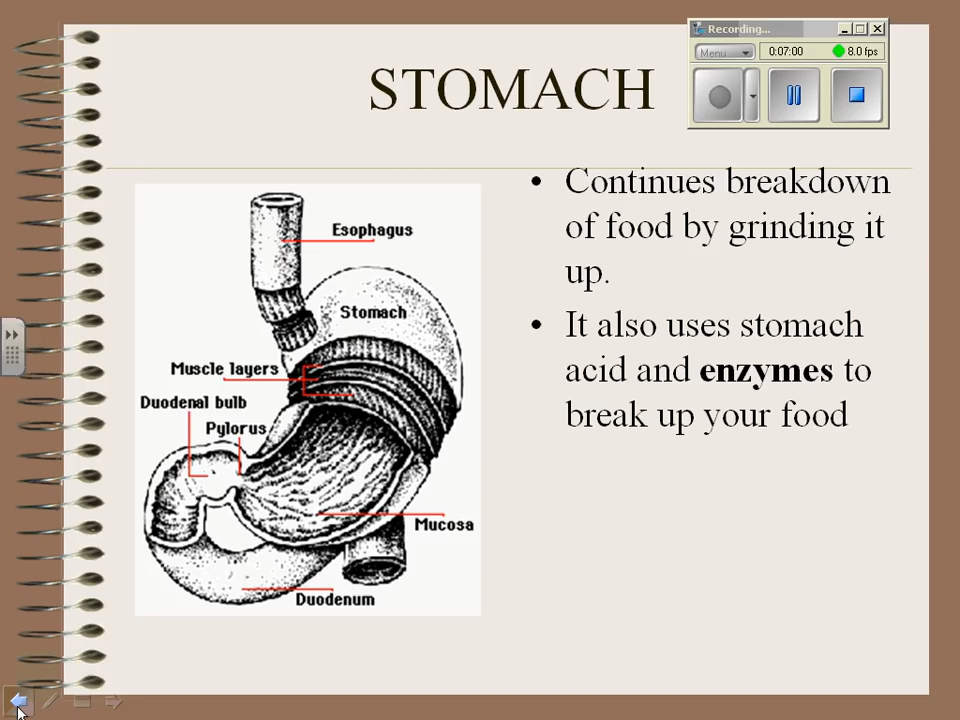 Recording...
Menu
0:07:00
8.0 fps
STOMACH
Esophagus
Stomach
Muscle layers
Duodenal bulb
Pylorus
Mucosa
Duodenum
• Continues breakdown
of food by grinding it
up.
• It also uses stomach
acid and enzymes to
break up your food